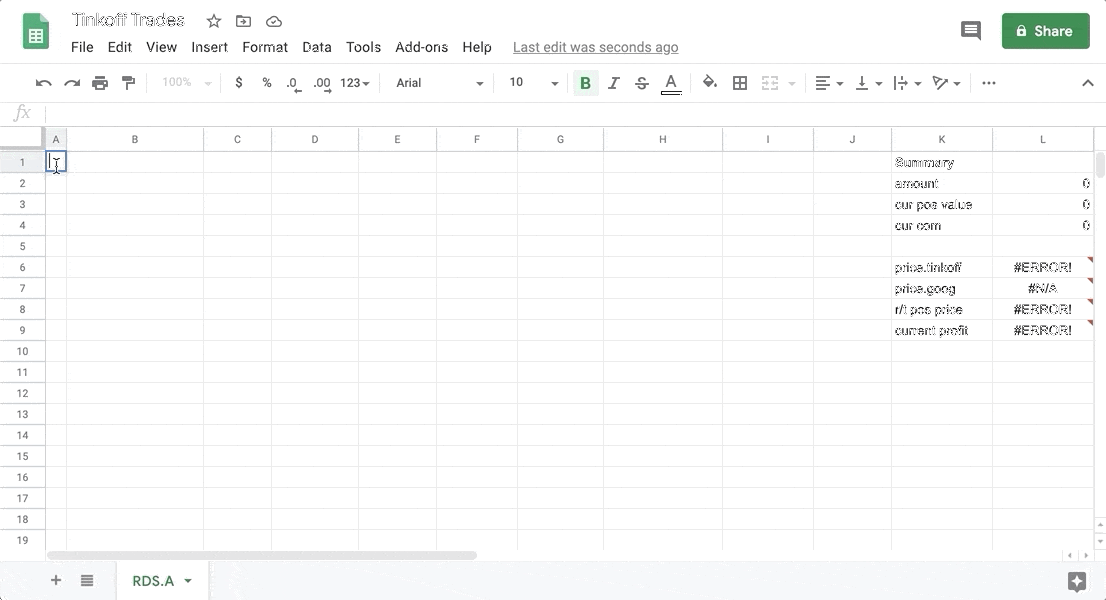 Tinkoff Trades
File Edit View Insert Format Data Tools Add-ons Help Last edit was seconds ago
Share
100% $ % .0 .00 123 Arial 10 B I S A
fx
A B C D E F G H I J K L
1 Summary
2 amount 0
3 cur pos value 0
4 cur com 0
5
6 price.tinkoff #ERROR!
7 price.goog #N/A
8 r/t pos price #ERROR!
9 current profit #ERROR!
10
11
12
13
14
15
16
17
18
19
+ RDS.A